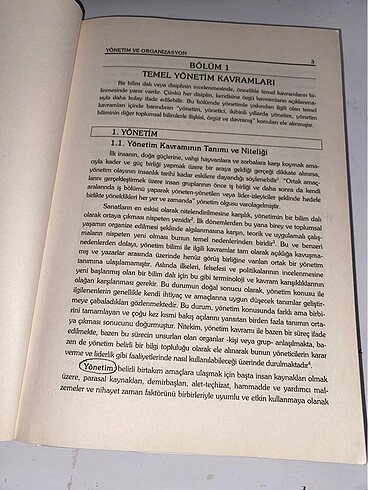 YÖNETİM VE ORGANİZASYON 3
BÖLÜM 1
TEMEL YÖNETİM KAVRAMLARI
Bir bilim dalı veya disiplinin incelenmesinde, öncelikle temel kavramların bi-
linmesinde yarar vardır. Çünkü her disiplin, kendisine özgü kavramların açıklanma-
sıyla daha kolay ifade edilebilir. Bu bölümde yönetimle yakından ilgili olan temel
kavramları içinde barındıran "yönetim, yönetici, ikibinli yıllarda yönetim, yönetim
biliminin diğer toplumsal bilimlerle ilişkisi, örgüt ve davranış" konuları ele alınmıştır.
1. YÖNETİM
1.1. Yönetim Kavramının Tanımı ve Niteliği
İlk insanın, doğa güçlerine, vahşi hayvanlara ve zorbalara karşı koymak ama-
cıyla kader ve güç birliği yapmak üzere bir araya geldiği gerçeği dikkate alınırsa,
yönetim olayının insanlık tarihi kadar eskilere dayandığı söylenebilir. "Ortak amaç-
larını gerçekleştirmek üzere insan gruplarının önce iş birliği ve daha sonra da kendi
aralarında iş bölümü yaparak yöneten-yönetilen veya lider-izleyiciler şeklinde hedefe
birlikte yöneldikleri her yer ve zamanda" yönetim olgusu varolagelmiştir.
Sanatların en eskisi olarak nitelendirilmesine karşılık, yönetimin bir bilim dalı
olarak ortaya çıkması nispeten yenidir. İlk dönemlerden bu yana birey ve toplumsal
yaşamın organize edilmesi şeklinde algılanmasına karşın, teorik ve uygulamalı çalış-
maların nispeten yeni olması bunun temel nedenlerinden biridir. Bu ve benzeri
nedenlerden dolayı, yönetim bilimi ile ilgili kavramlar tam olarak açıklığa kavuşma-
mış ve yazarlar arasında üzerinde henüz görüş birliğine varılan ortak bir yönetim
tanımına ulaşılamamıştır. Aslında ilkeleri, felsefesi ve politikalarının incelenmesine
yeni başlanmış olan bir bilim dalı için bu gibi terminoloji ve kavram karışıklıklarının
olağan karşılanması gerekir. Bu durumun doğal sonucu olarak, yönetim konusu ile
ilgilenenlerin genellikle kendi ihtiyaç ve amaçlarına uygun düşecek tanımlar geliştir-
meye çabaladıkları gözlenmektedir. Bu durum, yönetim konusunda farklı ama birbi-
rini tamamlayan ve çoğu kez kısmi bakış açılarını yansıtan birden fazla tanımın orta-
ya çıkması sonucunu doğurmuştur. Nitekim, yönetim kavramı ile bazen bir süreç ifade
edilmekte, bazen bu sürecin unsurları olan organlar -kişi veya grup- anlaşılmakta, ba-
zen de yönetim belirli bir bilgi topluluğu olarak ele alınarak bunun yöneticilerin karar
verme ve liderlik gibi faaliyetlerinde nasıl kullanılabileceği üzerinde durulmaktadır.
Yönetim belirli birtakım amaçlara ulaşmak için başta insan kaynakları olmak
üzere, parasal kaynakları, demirbaşları, alet-teçhizat, hammadde ve yardımcı mal-
zemeler ve nihayet zaman faktörünü birbirleriyle uyumlu ve etkin kullanmaya olanak